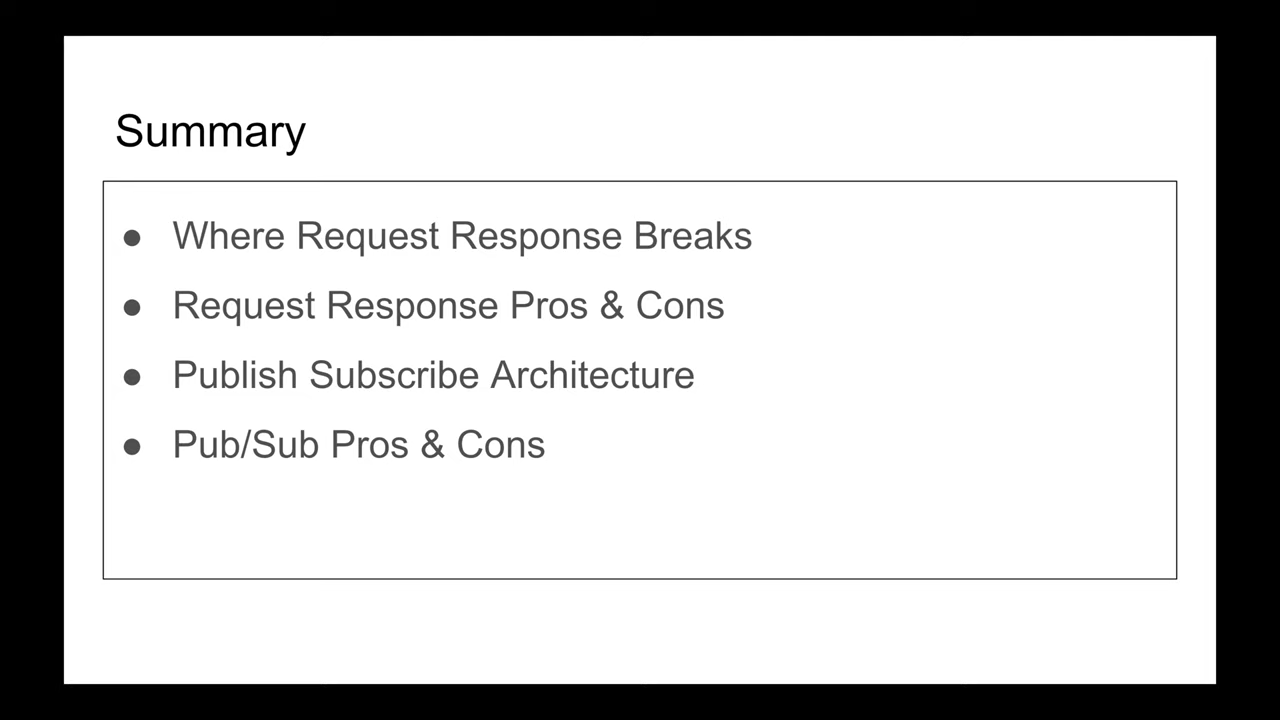 Summary
● Where Request Response Breaks
● Request Response Pros & Cons
● Publish Subscribe Architecture
● Pub/Sub Pros & Cons